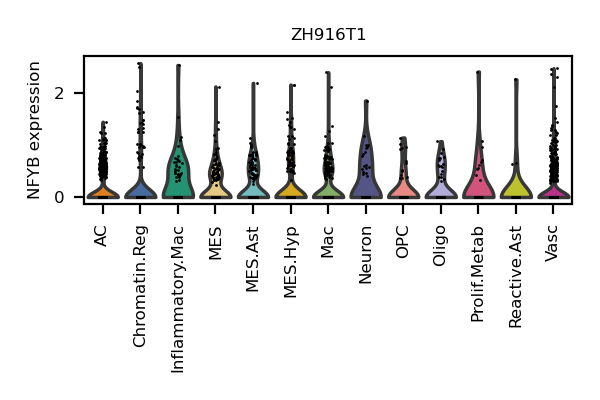 ZH916T1
NFYB expression
2
0
AC
Chromatin.Reg
Inflammatory.Mac
MES
MES.Ast
MES.Hyp
Mac
Neuron
OPC
Oligo
Prolif.Metab
Reactive.Ast
Vasc